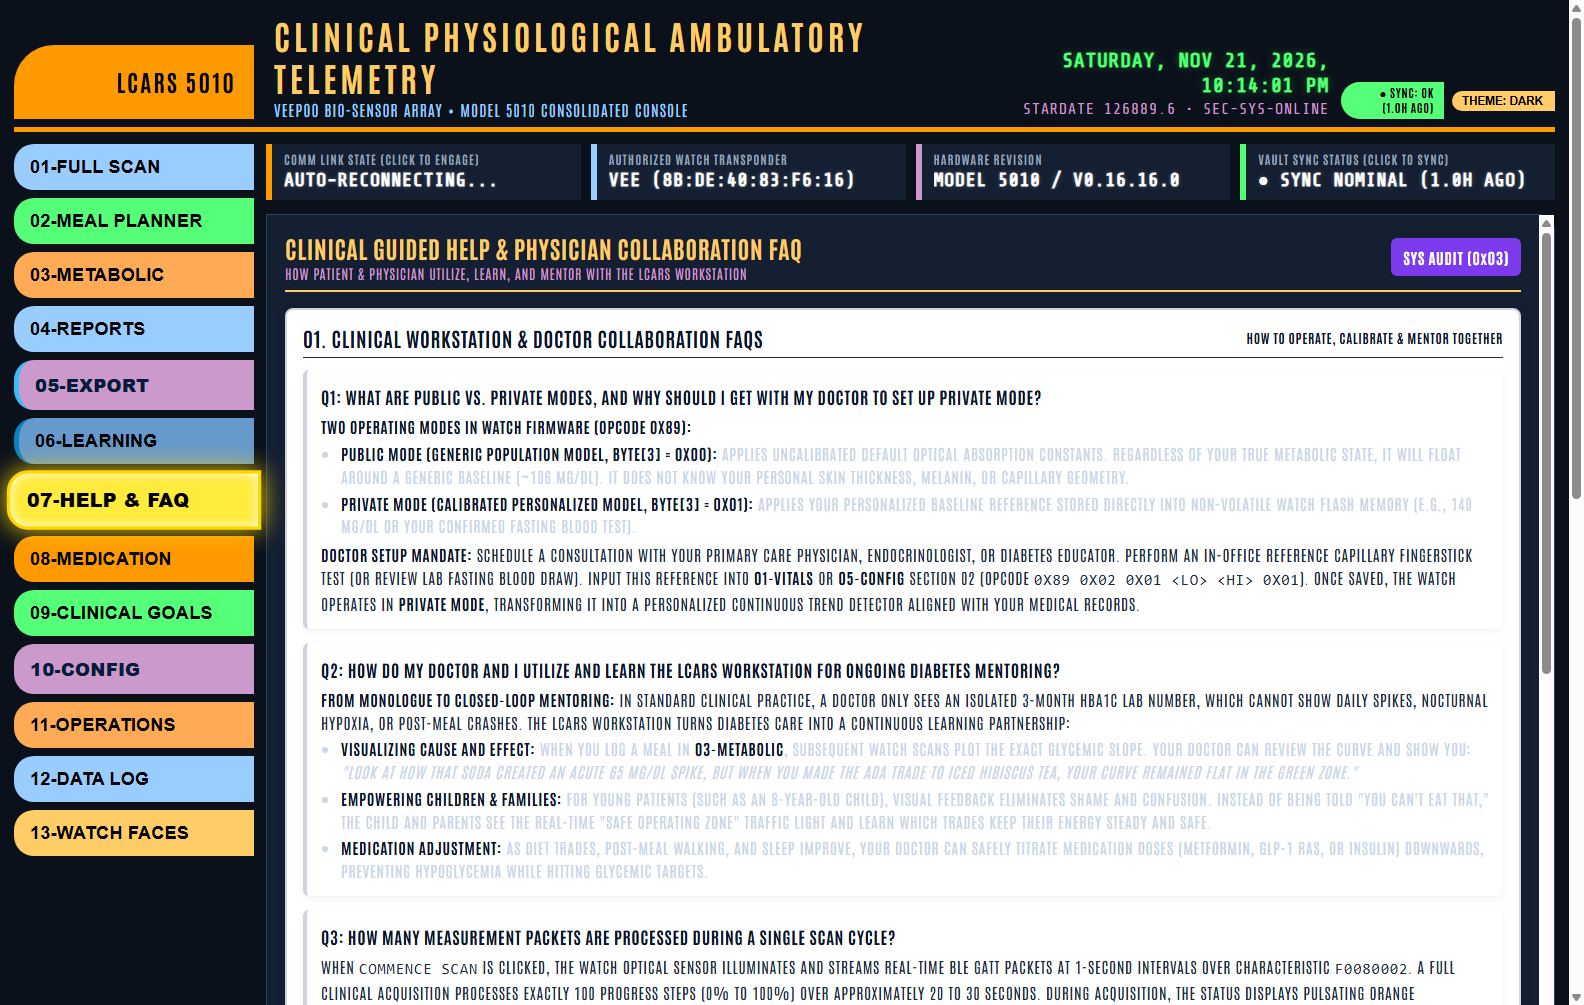 CLINICAL PHYSIOLOGICAL AMBULATORY
TELEMETRY
VEEPOO BIO-SENSOR ARRAY • MODEL 5010 CONSOLIDATED CONSOLE
LCARS 5010
SATURDAY, NOV 21, 2026,
10:14:01 PM
STARDATE 126889.6 · SEC-SYS-ONLINE
● SYNC: OK
(1.0H AGO)
THEME: DARK
01-FULL SCAN
02-MEAL PLANNER
03-METABOLIC
04-REPORTS
05-EXPORT
06-LEARNING
07-HELP & FAQ
08-MEDICATION
09-CLINICAL GOALS
10-CONFIG
11-OPERATIONS
12-DATA LOG
13-WATCH FACES
COMM LINK STATE (CLICK TO ENGAGE)
AUTO-RECONNECTING...
AUTHORIZED WATCH TRANSPONDER
VEE (8B:DE:40:83:F6:16)
HARDWARE REVISION
MODEL 5010 / V0.16.16.0
VAULT SYNC STATUS (CLICK TO SYNC)
● SYNC NOMINAL (1.0H AGO)
CLINICAL GUIDED HELP & PHYSICIAN COLLABORATION FAQ
HOW PATIENT & PHYSICIAN UTILIZE, LEARN, AND MENTOR WITH THE LCARS WORKSTATION
SYS AUDIT (0x03)
01. CLINICAL WORKSTATION & DOCTOR COLLABORATION FAQS
HOW TO OPERATE, CALIBRATE & MENTOR TOGETHER
Q1: WHAT ARE PUBLIC VS. PRIVATE MODES, AND WHY SHOULD I GET WITH MY DOCTOR TO SET UP PRIVATE MODE?
TWO OPERATING MODES IN WATCH FIRMWARE (OPCODE 0X89):
• PUBLIC MODE (GENERIC POPULATION MODEL, BYTE[3] = 0X00): APPLIES UNCALIBRATED DEFAULT OPTICAL ABSORPTION CONSTANTS. REGARDLESS OF YOUR TRUE METABOLIC STATE, IT WILL FLOAT
AROUND A GENERIC BASELINE (~106 MG/DL). IT DOES NOT KNOW YOUR PERSONAL SKIN THICKNESS, MELANIN, OR CAPILLARY GEOMETRY.
• PRIVATE MODE (CALIBRATED PERSONALIZED MODEL, BYTE[3] = 0X01): APPLIES YOUR PERSONALIZED BASELINE REFERENCE STORED DIRECTLY INTO NON-VOLATILE WATCH FLASH MEMORY (E.G., 140
MG/DL OR YOUR CONFIRMED FASTING BLOOD TEST).
DOCTOR SETUP MANDATE: SCHEDULE A CONSULTATION WITH YOUR PRIMARY CARE PHYSICIAN, ENDOCRINOLOGIST, OR DIABETES EDUCATOR. PERFORM AN IN-OFFICE REFERENCE CAPILLARY FINGERSTICK
TEST (OR REVIEW LAB FASTING BLOOD DRAW). INPUT THIS REFERENCE INTO 01-VITALS OR 05-CONFIG SECTION 02 (OPCODE 0X89 0X02 0X01 <LO> <HI> 0X01). ONCE SAVED, THE WATCH
OPERATES IN PRIVATE MODE, TRANSFORMING IT INTO A PERSONALIZED CONTINUOUS TREND DETECTOR ALIGNED WITH YOUR MEDICAL RECORDS.
Q2: HOW DO MY DOCTOR AND I UTILIZE AND LEARN THE LCARS WORKSTATION FOR ONGOING DIABETES MENTORING?
FROM MONOLOGUE TO CLOSED-LOOP MENTORING: IN STANDARD CLINICAL PRACTICE, A DOCTOR ONLY SEES AN ISOLATED 3-MONTH HBA1C LAB NUMBER, WHICH CANNOT SHOW DAILY SPIKES, NOCTURNAL
HYPOXIA, OR POST-MEAL CRASHES. THE LCARS WORKSTATION TURNS DIABETES CARE INTO A CONTINUOUS LEARNING PARTNERSHIP:
• VISUALIZING CAUSE AND EFFECT: WHEN YOU LOG A MEAL IN 03-METABOLIC, SUBSEQUENT WATCH SCANS PLOT THE EXACT GLYCEMIC SLOPE. YOUR DOCTOR CAN REVIEW THE CURVE AND SHOW YOU:
"LOOK AT HOW THAT SODA CREATED AN ACUTE 65 MG/DL SPIKE, BUT WHEN YOU MADE THE ADA TRADE TO ICED HIBISCUS TEA, YOUR CURVE REMAINED FLAT IN THE GREEN ZONE."
• EMPOWERING CHILDREN & FAMILIES: FOR YOUNG PATIENTS (SUCH AS AN 8-YEAR-OLD CHILD), VISUAL FEEDBACK ELIMINATES SHAME AND CONFUSION. INSTEAD OF BEING TOLD "YOU CAN'T EAT THAT,"
THE CHILD AND PARENTS SEE THE REAL-TIME "SAFE OPERATING ZONE" TRAFFIC LIGHT AND LEARN WHICH TRADES KEEP THEIR ENERGY STEADY AND SAFE.
• MEDICATION ADJUSTMENT: AS DIET TRADES, POST-MEAL WALKING, AND SLEEP IMPROVE, YOUR DOCTOR CAN SAFELY TITRATE MEDICATION DOSES (METFORMIN, GLP-1 RAS, OR INSULIN) DOWNWARDS,
PREVENTING HYPOGLYCEMIA WHILE HITTING GLYCEMIC TARGETS.
Q3: HOW MANY MEASUREMENT PACKETS ARE PROCESSED DURING A SINGLE SCAN CYCLE?
WHEN COMMENCE SCAN IS CLICKED, THE WATCH OPTICAL SENSOR ILLUMINATES AND STREAMS REAL-TIME BLE GATT PACKETS AT 1-SECOND INTERVALS OVER CHARACTERISTIC F0080002. A FULL
CLINICAL ACQUISITION PROCESSES EXACTLY 100 PROGRESS STEPS (0% TO 100%) OVER APPROXIMATELY 20 TO 30 SECONDS. DURING ACQUISITION, THE STATUS DISPLAYS PULSATING ORANGE